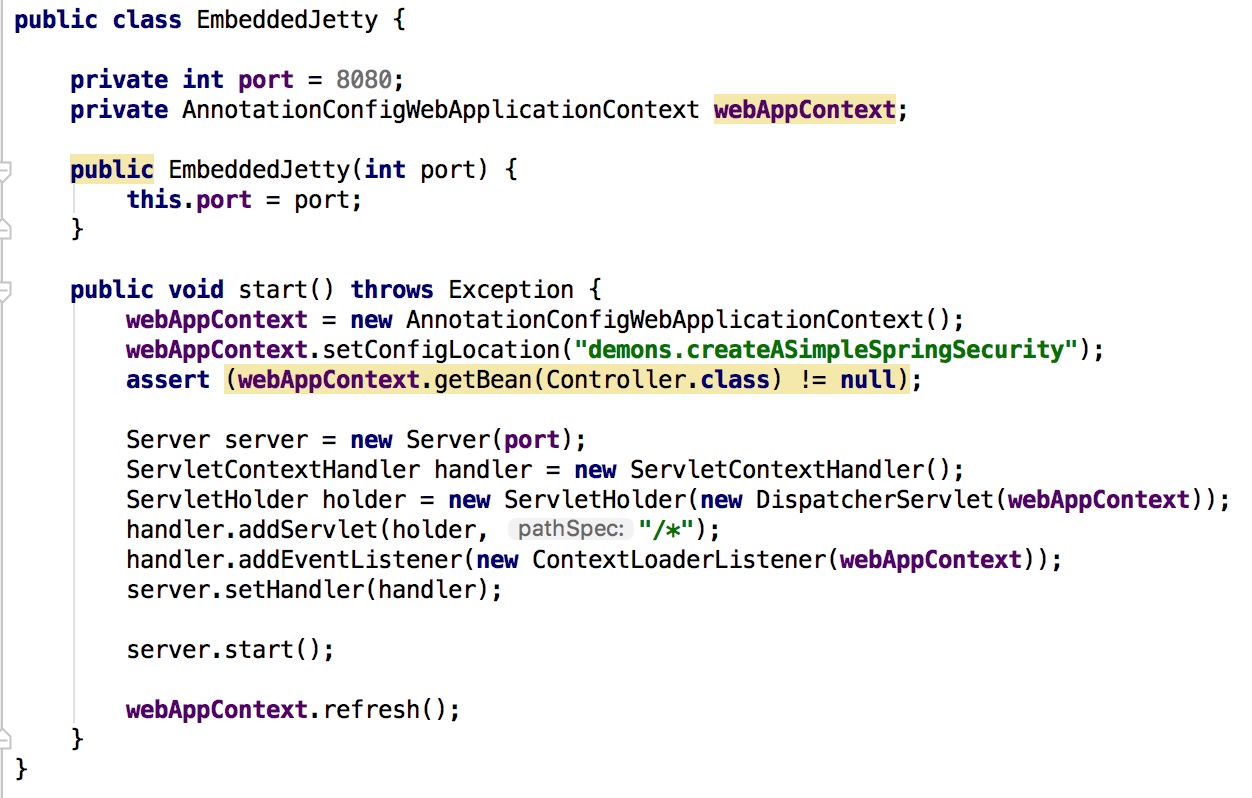 public class EmbeddedJetty {
private int port = 8080;
private AnnotationConfigWebApplicationContext webAppContext;
public EmbeddedJetty(int port) {
this.port = port;
}
public void start() throws Exception {
webAppContext = new AnnotationConfigWebApplicationContext();
webAppContext.setConfigLocation("demons.createASimpleSpringSecurity");
assert (webAppContext.getBean(Controller.class) != null);
Server server = new Server(port);
ServletContextHandler handler = new ServletContextHandler();
ServletHolder holder = new ServletHolder(new DispatcherServlet(webAppContext));
handler.addServlet(holder, pathSpec: "/*");
handler.addEventListener(new ContextLoaderListener(webAppContext));
server.setHandler(handler);
server.start();
webAppContext.refresh();
}
}